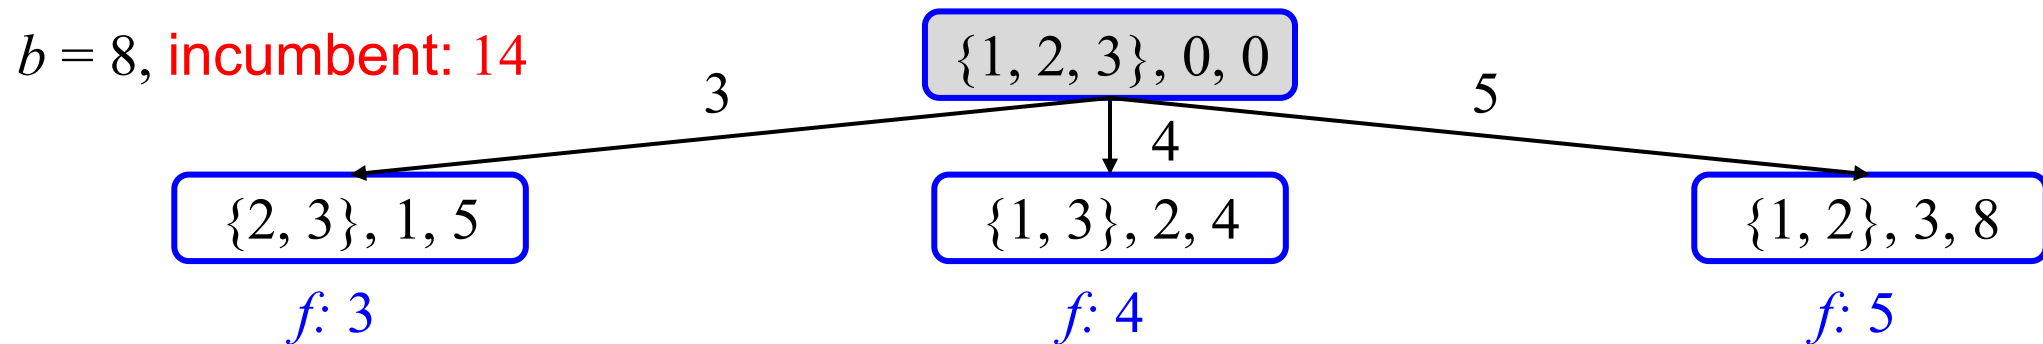 b = 8, incumbent: 14
{1, 2, 3}, 0, 0
3
4
5
{2, 3}, 1, 5
{1, 3}, 2, 4
{1, 2}, 3, 8
f: 3
f: 4
f: 5